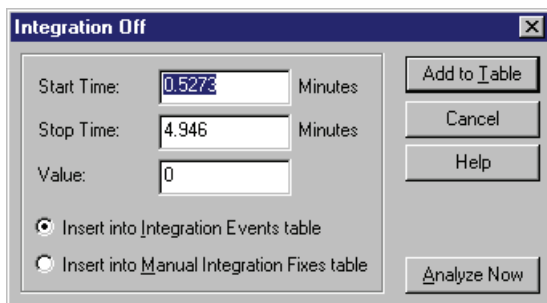 Integration Off
Start Time: 0.5273 Minutes
Add to Table
Stop Time: 4.946 Minutes
Cancel
Value: 0
Help
Insert into Integration Events table
Insert into Manual Integration Fixes table
Analyze Now